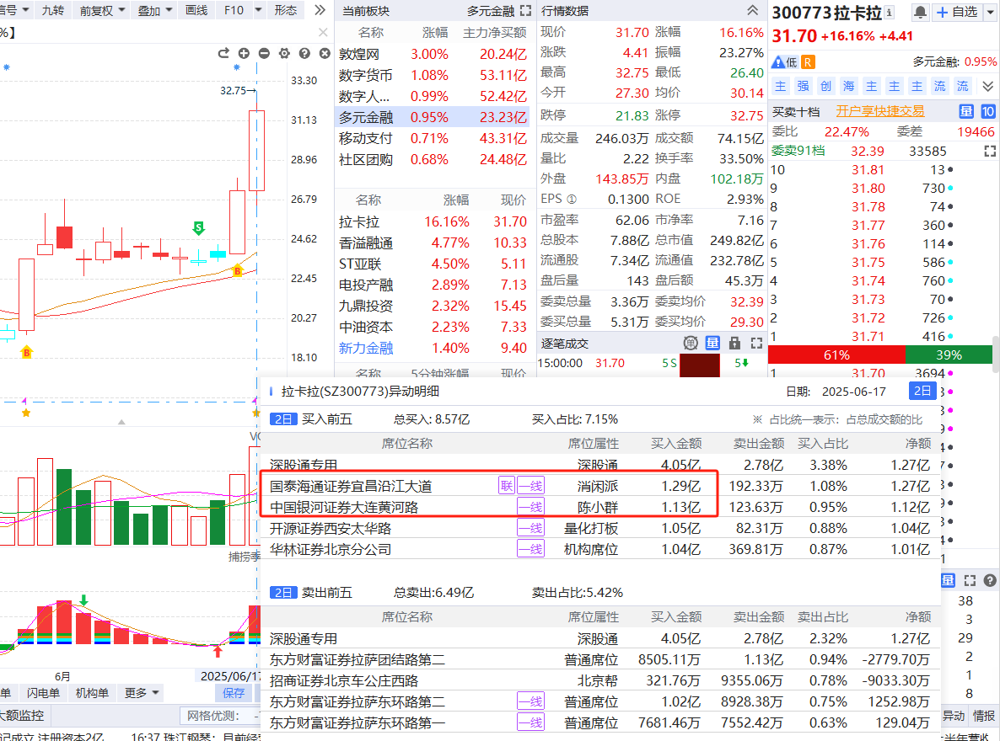 信号 九转 前复权 叠加 画线 F10 形态
%】
32.75
33.30
31.13
28.96
26.79
24.62
22.45
20.27
18.10
S
B
B
捕捞季
6月
2025/06/17
单 闪电单 机构单 更多 保存
大额监控 网格优测：
记成立 注册资本2亿 16:37 珠江钢琴：目前经
当前板块 多元金融
名称 涨幅 主力净买额
敦煌网 3.00% 20.24亿
数字货币 1.08% 53.11亿
数字人... 0.99% 52.42亿
多元金融 0.95% 23.23亿
移动支付 0.71% 43.31亿
社区团购 0.68% 24.48亿
名称 涨幅 现价
拉卡拉 16.16% 31.70
香溢融通 4.77% 10.33
ST亚联 4.50% 5.11
电投产融 2.89% 7.13
九鼎投资 2.32% 15.45
中油资本 2.23% 7.33
新力金融 1.40% 9.40
名称 5分钟涨幅 现价
行情数据
现价 31.70 涨幅 16.16%
涨跌 4.41 振幅 23.27%
最高 32.75 最低 26.40
今开 27.30 均价 30.14
跌停 21.83 涨停 32.75
成交量 246.03万 成交额 74.15亿
量比 2.22 换手率 33.50%
外盘 143.85万 内盘 102.18万
EPS ① 0.1300 ROE 2.93%
市盈率 62.06 市净率 7.16
总股本 7.88亿 总市值 249.82亿
流通股 7.34亿 流通值 232.78亿
盘后量 143 盘后额 45.3万
委卖总量 3.36万 委卖均价 32.39
委买总量 5.31万 委买均价 29.30
逐笔成交 量
15:00:00 31.70 5 S 5
300773 拉卡拉 自选
31.70 +16.16% +4.41
低 R 多元金融: 0.95%
主 强 创 海 主 主 主 流 流
买卖十档 开户享快捷交易 量 10
委比 22.47% 委差 19466
委卖91档 32.39 33585
10 31.81 13
9 31.80 730
8 31.78 74
7 31.77 360
6 31.76 114
5 31.75 586
4 31.74 760
3 31.73 70
2 31.72 726
1 31.71 416
61% 39%
1 31.70 3694
量
38
3
29
2
1
8
异动 情报
拉卡拉(SZ300773)异动明细 日期: 2025-06-17 2日
2日 买入前五 总买入: 8.57亿 买入占比: 7.15% ※ 占比统一表示：占总成交额的比
席位名称 席位属性 买入金额 卖出金额 买入占比 净额
深股通专用 深股通 4.05亿 2.78亿 3.38% 1.27亿
国泰海通证券宜昌沿江大道 联 一线 消闲派 1.29亿 192.33万 1.08% 1.27亿
中国银河证券大连黄河路 一线 陈小群 1.13亿 123.63万 0.95% 1.12亿
开源证券西安太华路 一线 量化打板 1.05亿 82.31万 0.88% 1.04亿
华林证券北京分公司 一线 机构席位 1.04亿 369.81万 0.87% 1.01亿
2日 卖出前五 总卖出:6.49亿 卖出占比:5.42%
席位名称 席位属性 买入金额 卖出金额 卖出占比 净额
深股通专用 深股通 4.05亿 2.78亿 2.32% 1.27亿
东方财富证券拉萨团结路第二 普通席位 8505.11万 1.13亿 0.94% -2779.70万
招商证券北京车公庄西路 北京帮 321.76万 9355.06万 0.78% -9033.30万
东方财富证券拉萨东环路第二 一线 普通席位 1.02亿 8928.38万 0.75% 1252.98万
东方财富证券拉萨东环路第一 一线 普通席位 7681.46万 7552.42万 0.63% 129.04万